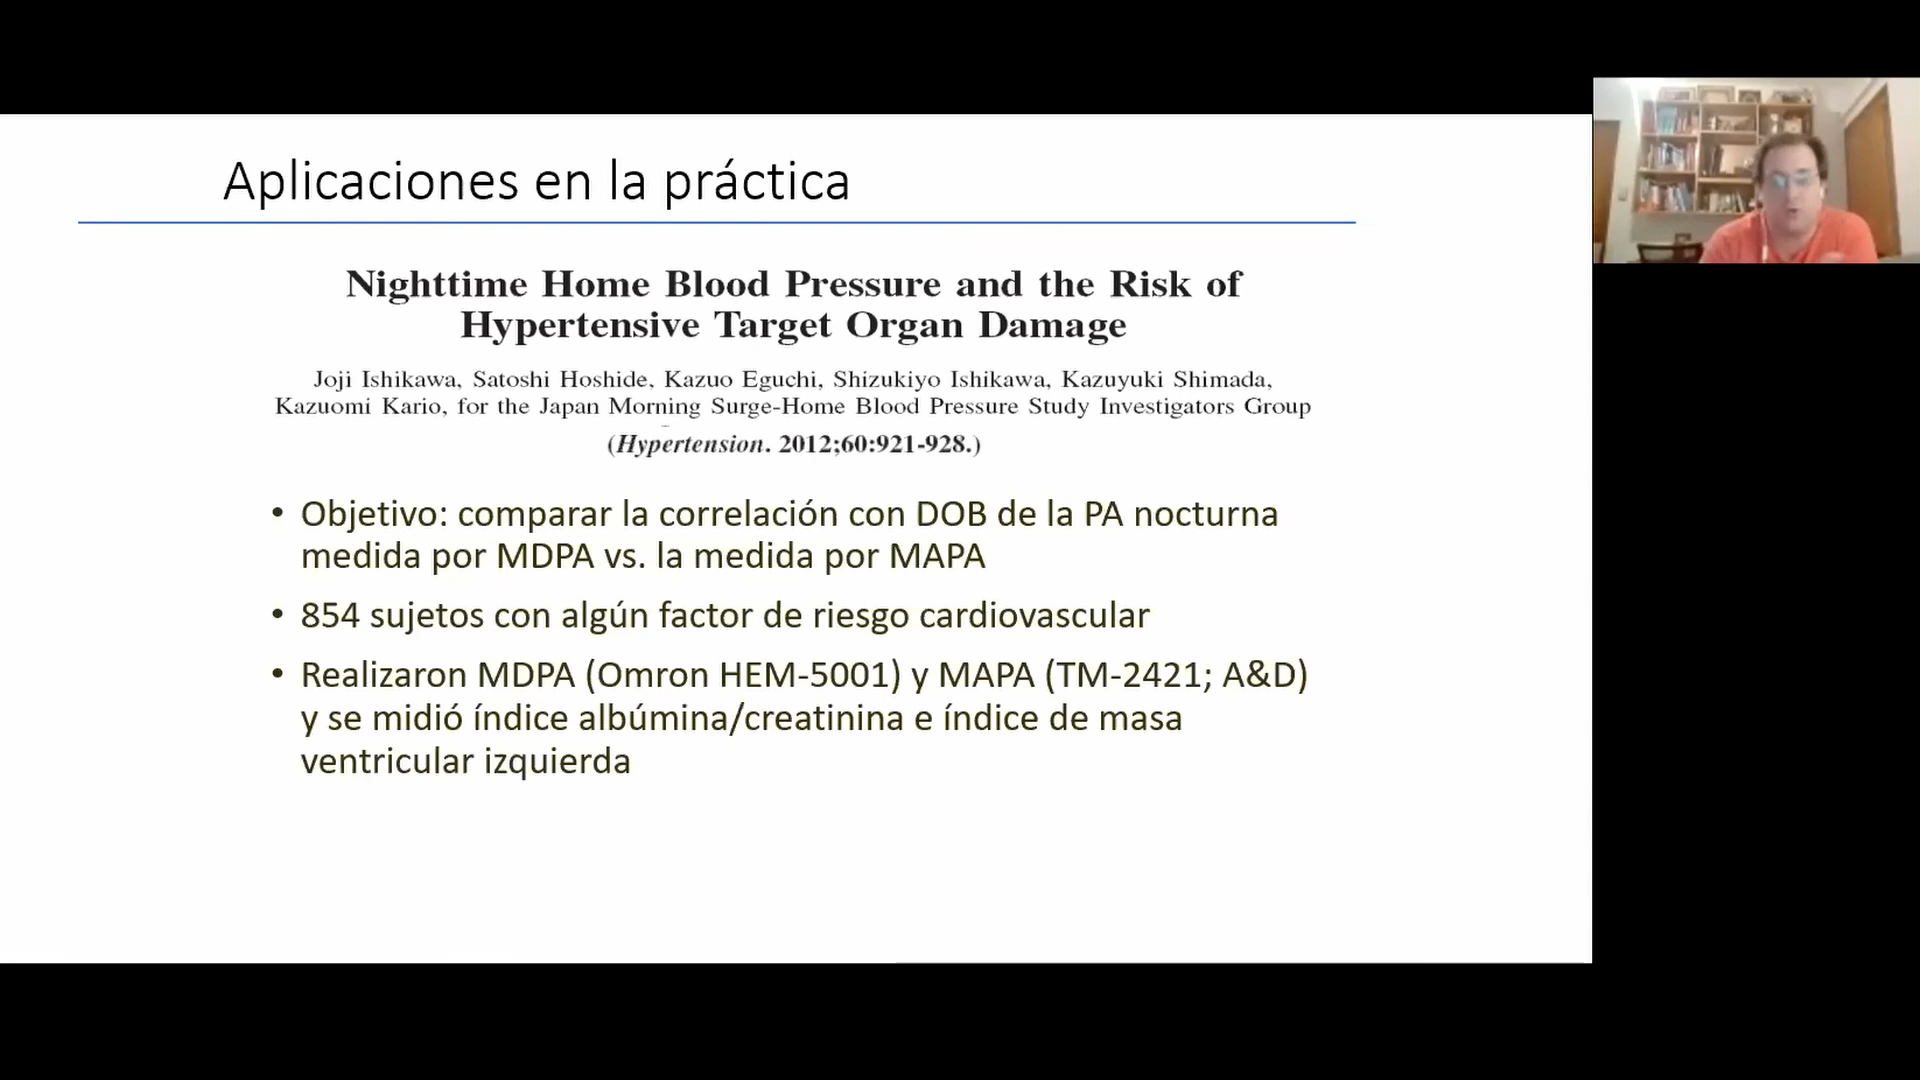 Aplicaciones en la práctica
Nighttime Home Blood Pressure and the Risk of
Hypertensive Target Organ Damage
Joji Ishikawa, Satoshi Hoshide, Kazuo Eguchi, Shizukiyo Ishikawa, Kazuyuki Shimada,
Kazuomi Kario, for the Japan Morning Surge-Home Blood Pressure Study Investigators Group
(Hypertension. 2012;60:921-928.)
• Objetivo: comparar la correlación con DOB de la PA nocturna
medida por MDPA vs. la medida por MAPA
• 854 sujetos con algún factor de riesgo cardiovascular
• Realizaron MDPA (Omron HEM-5001) y MAPA (TM-2421; A&D)
y se midió índice albúmina/creatinina e índice de masa
ventricular izquierda